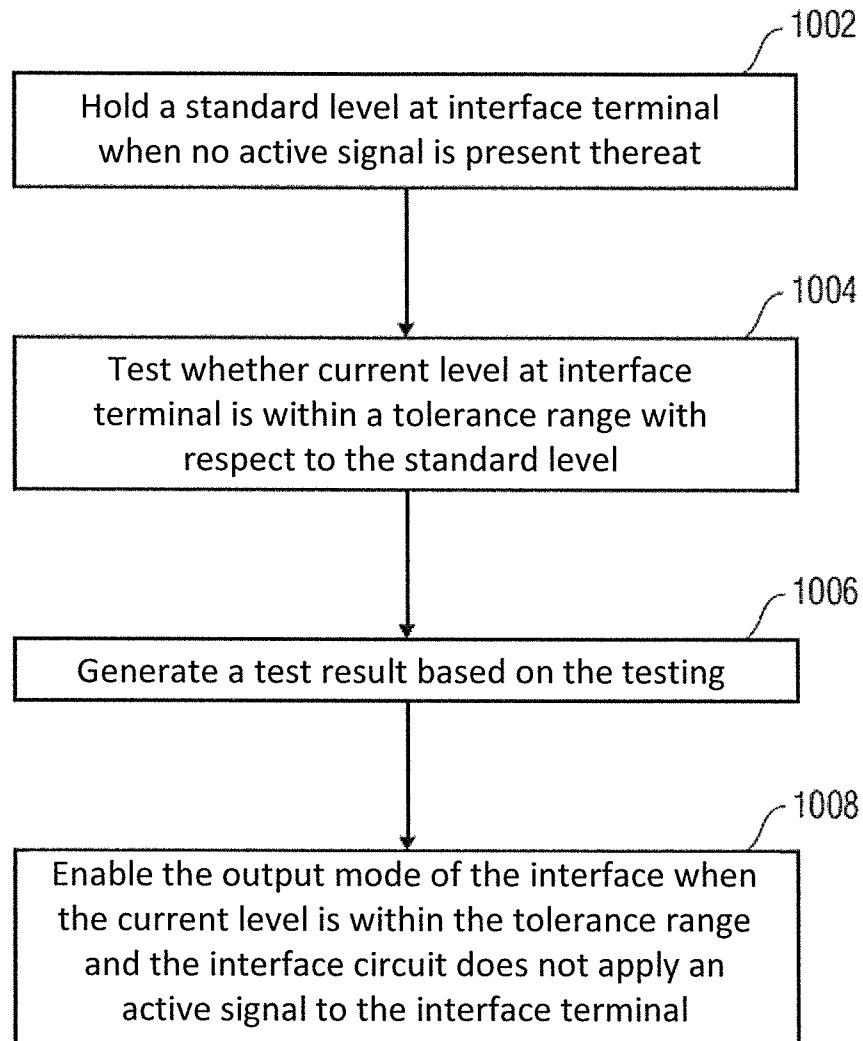 1002
Hold a standard level at interface terminal
when no active signal is present thereat
1004
Test whether current level at interface
terminal is within a tolerance range with
respect to the standard level
1006
Generate a test result based on the testing
1008
Enable the output mode of the interface when
the current level is within the tolerance range
and the interface circuit does not apply an
active signal to the interface terminal